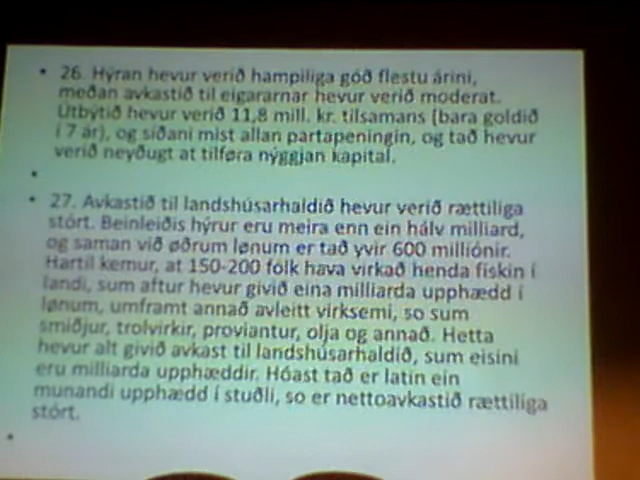 • 26. Hýran hevur verið hampiliga góð flestu árini,
meðan avkastið til eigararnar hevur verið moderat.
Útbýtið hevur verið 11,8 mill. kr. tilsamans (bara goldið
í 7 ár), og síðani mist allan partapeningin, og tað hevur
verið neyðugt at tilføra nýggjan kapital.
•
• 27. Avkastið til landshúsarhaldið hevur verið rættiliga
stórt. Beinleiðis hýrur eru meira enn ein hálv milliard,
og saman við øðrum lønum er tað yvir 600 milliónir.
Hartil kemur, at 150-200 fólk hava virkað henda fiskin í
landi, sum aftur hevur givið eina milliarda upphædd í
lønum, umframt annað avleitt virksemi, so sum
smiðjur, trolvirkir, proviantur, olja og annað. Hetta
hevur alt givið avkast til landshúsarhaldið, sum eisini
eru milliarda upphæddir. Hóast tað er latin ein
munandi upphædd í stuðli, so er nettoavkastið rættiliga
stórt.
•